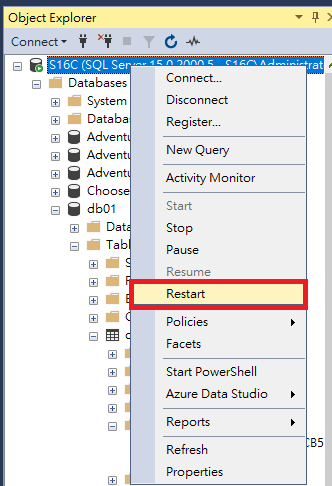 Object Explorer
Connect
S16C (SQL Server 15.0.2000.5 - S16C\Administrat
Databases
System
Databas
Adventu
Adventu
Adventu
Choose
db01
Data
Tabl
S
F
E
Connect...
Disconnect
Register...
New Query
Activity Monitor
Start
Stop
Pause
Resume
Restart
Policies
Facets
Start PowerShell
Azure Data Studio
Reports
Refresh
Properties
CB5